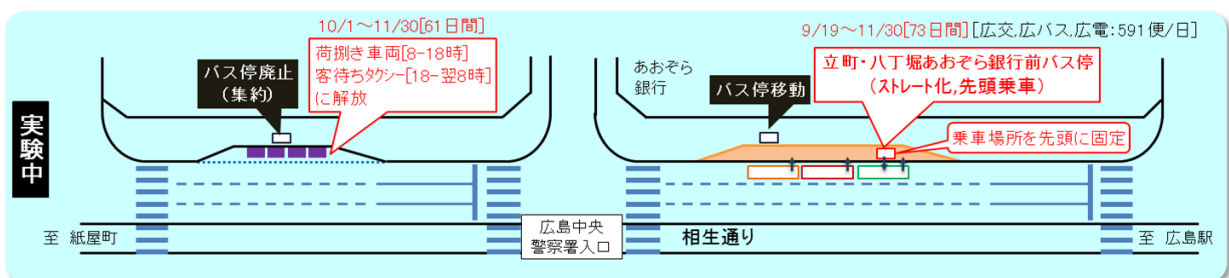 10/1～11/30[61日間]
荷捌き車両[8-18時]
客待ちタクシー[18-翌8時]
に解放
バス停廃止
(集約)
実験中
9/19～11/30[73日間][広交,広バス,広電:591便/日]
あおぞら
銀行
バス停移動
立町・八丁堀あおぞら銀行前バス停
(ストレート化,先頭乗車)
乗車場所を先頭に固定
至 紙屋町
広島中央
警察署入口
相生通り
至 広島駅